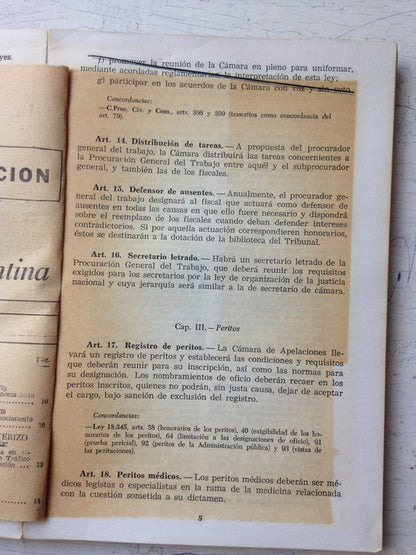 yes.
CION
ntina
Pág.
10
10
TERIZO
Tráfico
12
11
f) promover la reunión de la Cámara en pleno para uniformar,
mediante acordadas reglamentarias, la interpretación de esta ley;
g) participar en los acuerdos de la Cámara con voz y sin voto.
Concordancias:
—C.Proc. Civ. y Com., arts. 398 y 399 (trascritos como concordancia del
art. 79).
Art. 14. Distribución de tareas. — A propuesta del procurador
general del trabajo, la Cámara distribuirá las tareas concernientes a
la Procuración General del Trabajo entre aquél y el subprocurador
general, y también las de los fiscales.
Art. 15. Defensor de ausentes. — Anualmente, el procurador ge-
neral del trabajo designará al fiscal que actuará como defensor de
ausentes en todas las causas en que ello fuere necesario y dispondrá
sobre el reemplazo de los fiscales cuando deban defender intereses
contradictorios. Si por aquella actuación correspondieren honorarios,
éstos se destinarán a la dotación de la biblioteca del Tribunal.
Art. 16. Secretario letrado. — Habrá un secretario letrado de la
Procuración General del Trabajo, que deberá reunir los requisitos
exigidos para los secretarios por la ley de organización de la justicia
nacional y cuya jerarquía será similar a la de secretario de cámara.
Cap. III. — Peritos
Art. 17. Registro de peritos. — La Cámara de Apelaciones lle-
vará un registro de peritos y establecerá las condiciones y requisitos
que deberán reunir para su inscripción, así como las normas para
su designación. Los nombramientos de oficio deberán recaer en los
peritos inscritos, quienes no podrán, sin justa causa, dejar de aceptar
el cargo, bajo sanción de exclusión del registro.
Concordancias:
—Ley 18.345, arts. 38 (honorarios de los peritos), 40 (exigibilidad de los ho-
norarios de los peritos), 64 (limitación a las designaciones de oficio), 91
(prueba pericial), 92 (peritos de la Administración pública) y 93 (vistas de
las peritaciones).
Art. 18. Peritos médicos. — Los peritos médicos deberán ser mé-
dicos legistas o especialistas en la rama de la medicina relacionada
con la cuestión sometida a su dictamen.
5